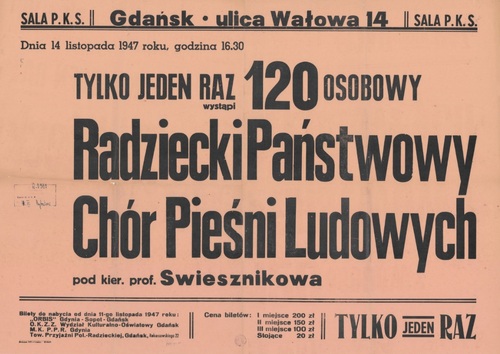 SALA P.K.S. Gdańsk • ulica Wałowa 14 SALA P.K.S.
Dnia 14 listopada 1947 roku, godzina 16.30
TYLKO JEDEN RAZ wystąpi 120 OSOBOWY
Radziecki Państwowy
Chór Pieśni Ludowych
pod kier. prof. Swiesznikowa
Bilety do nabycia od dnia 11-go listopada 1947 roku:
„ORBIS" Gdynia - Sopot - Gdańsk
O.K.Z.Z. Wydział Kulturalno-Oświatowy Gdańsk
M.K. P.P.R. Gdynia
Tow. Przyjaźni Pol.-Radzieckiej, Gdańsk,
Cena biletów: I miejsce 200 zł
II miejsce 150 zł
III miejsce 100 zł
Stojące 20 zł
TYLKO JEDEN RAZ